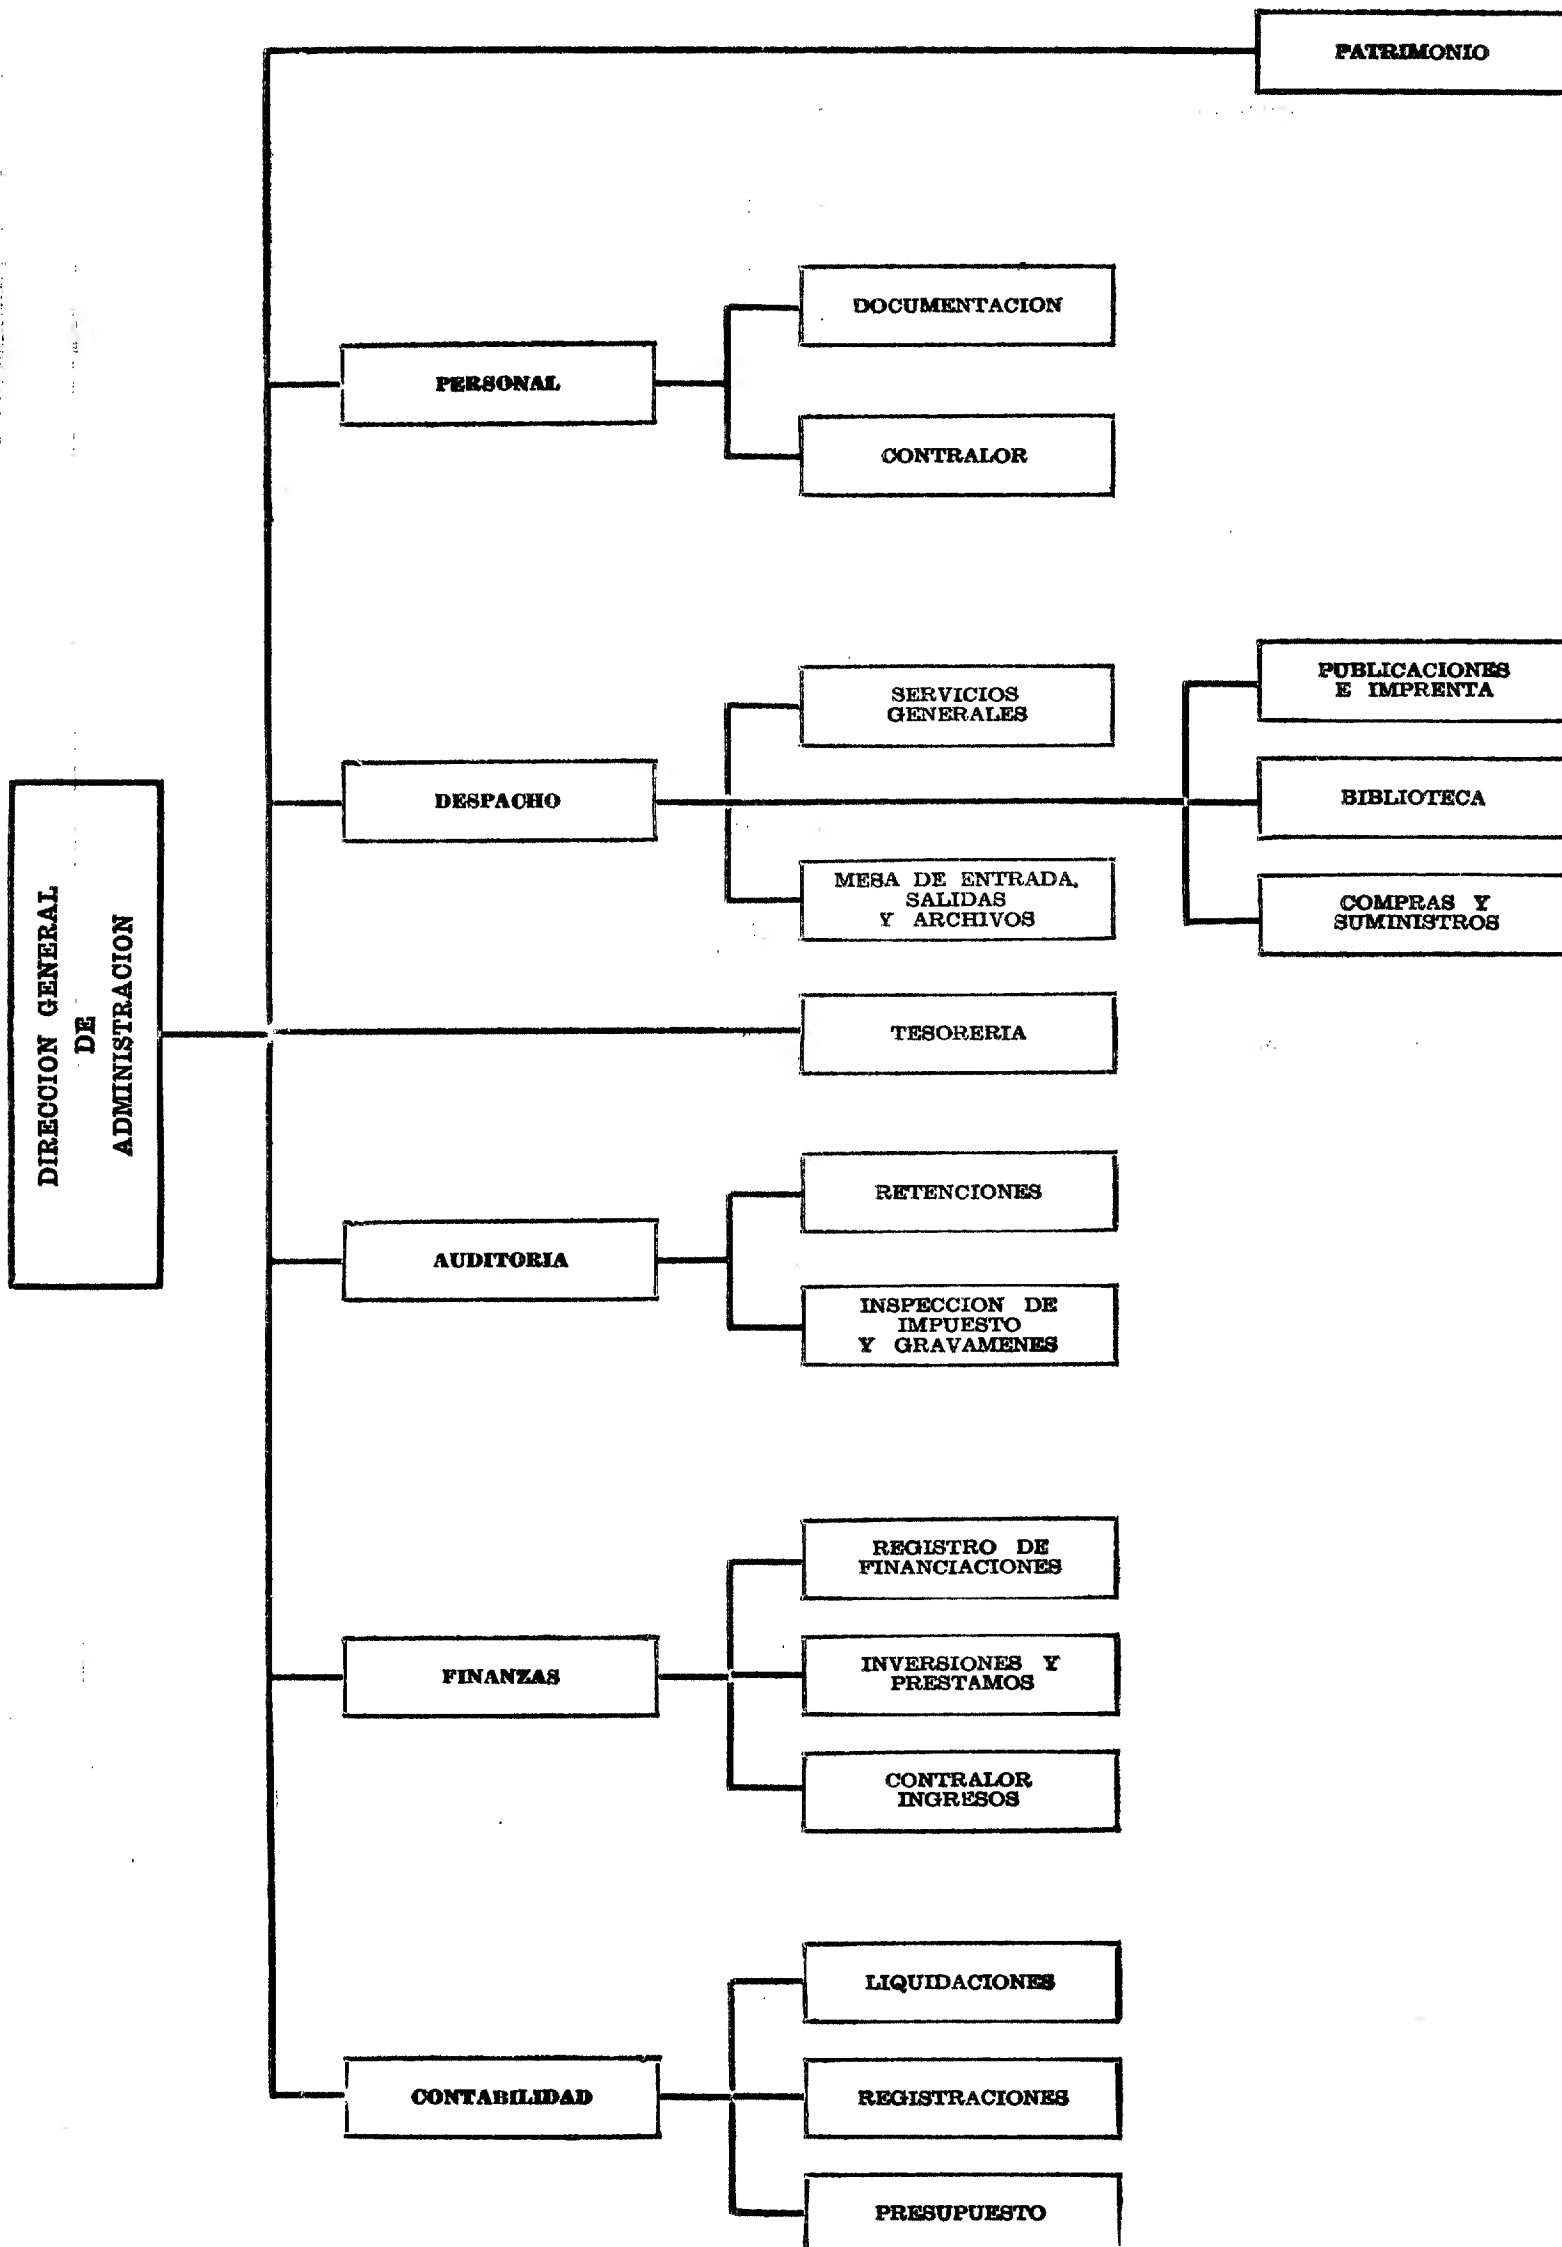 PATRIMONIO
DOCUMENTACION
PERSONAL
CONTRALOR
SERVICIOS
GENERALES
PUBLICACIONES
E IMPRENTA
DESPACHO
BIBLIOTECA
MESA DE ENTRADA,
SALIDAS
Y ARCHIVOS
COMPRAS Y
SUMINISTROS
DIRECCION GENERAL
DE
ADMINISTRACION
TESORERIA
RETENCIONES
AUDITORIA
INSPECCION DE
IMPUESTO
Y GRAVAMENES
REGISTRO DE
FINANCIACIONES
FINANZAS
INVERSIONES Y
PRESTAMOS
CONTRALOR
INGRESOS
LIQUIDACIONES
CONTABILIDAD
REGISTRACIONES
PRESUPUESTO